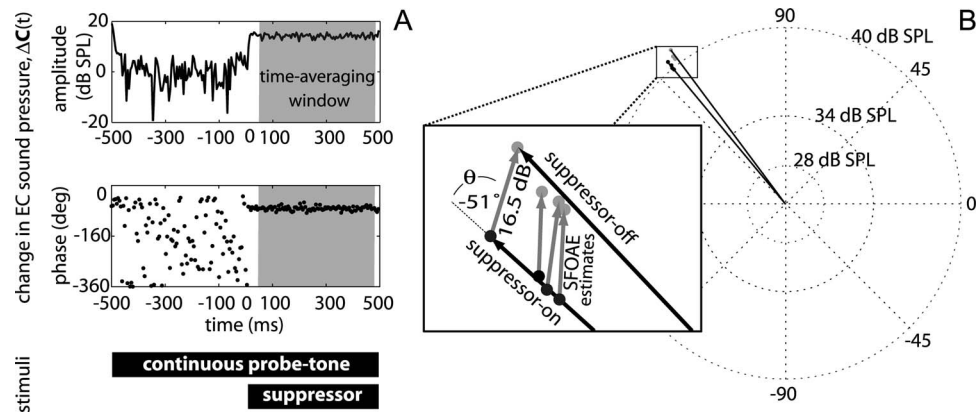 A
change in EC sound pressure, ΔC(t)
amplitude
(dB SPL)
20
0
-20
time-averaging
window
-500 -300 -100 0 100 300 500
phase (deg)
0
-160
-360
-500 -300 -100 0 100 300 500
time (ms)
stimuli
continuous probe-tone
suppressor
B
90
40 dB SPL
45
34 dB SPL
28 dB SPL
0
-45
-90
θ
-51°
16.5 dB
suppressor-off
suppressor-on
SFOAE
estimates